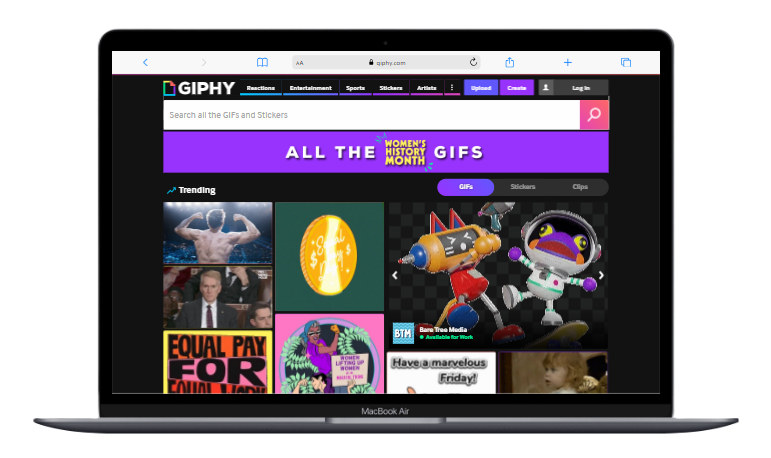 AA
giphy.com
GIPHY
Reactions
Entertainment
Sports
Stickers
Artists
Upload
Create
Log In
Search all the GIFs and Stickers
ALL THE WOMEN'S HISTORY MONTH GIFS
Trending
GIFs
Stickers
Clips
BTM
Bare Tree Media
Available for Work
EQUAL PAY
FOR
EQUAL WORK
WOMEN
LIFTING UP
WOMEN
Have a marvelous
Friday!
MacBook Air